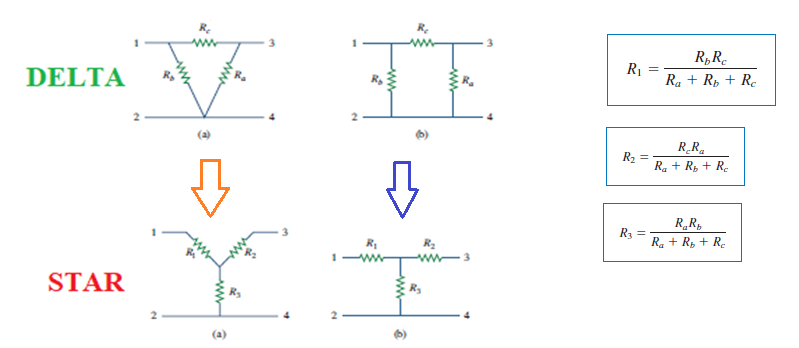 DELTA
R_c
1 3
R_b R_a
2 4
(a)
R_c
1 3
R_b R_a
2 4
(b)
STAR
1 3
R_1 R_2
R_3
2 4
(a)
R_1 R_2
1 3
R_3
2 4
(b)
R_1 = R_bR_c / R_a + R_b + R_c
R_2 = R_cR_a / R_a + R_b + R_c
R_3 = R_aR_b / R_a + R_b + R_c